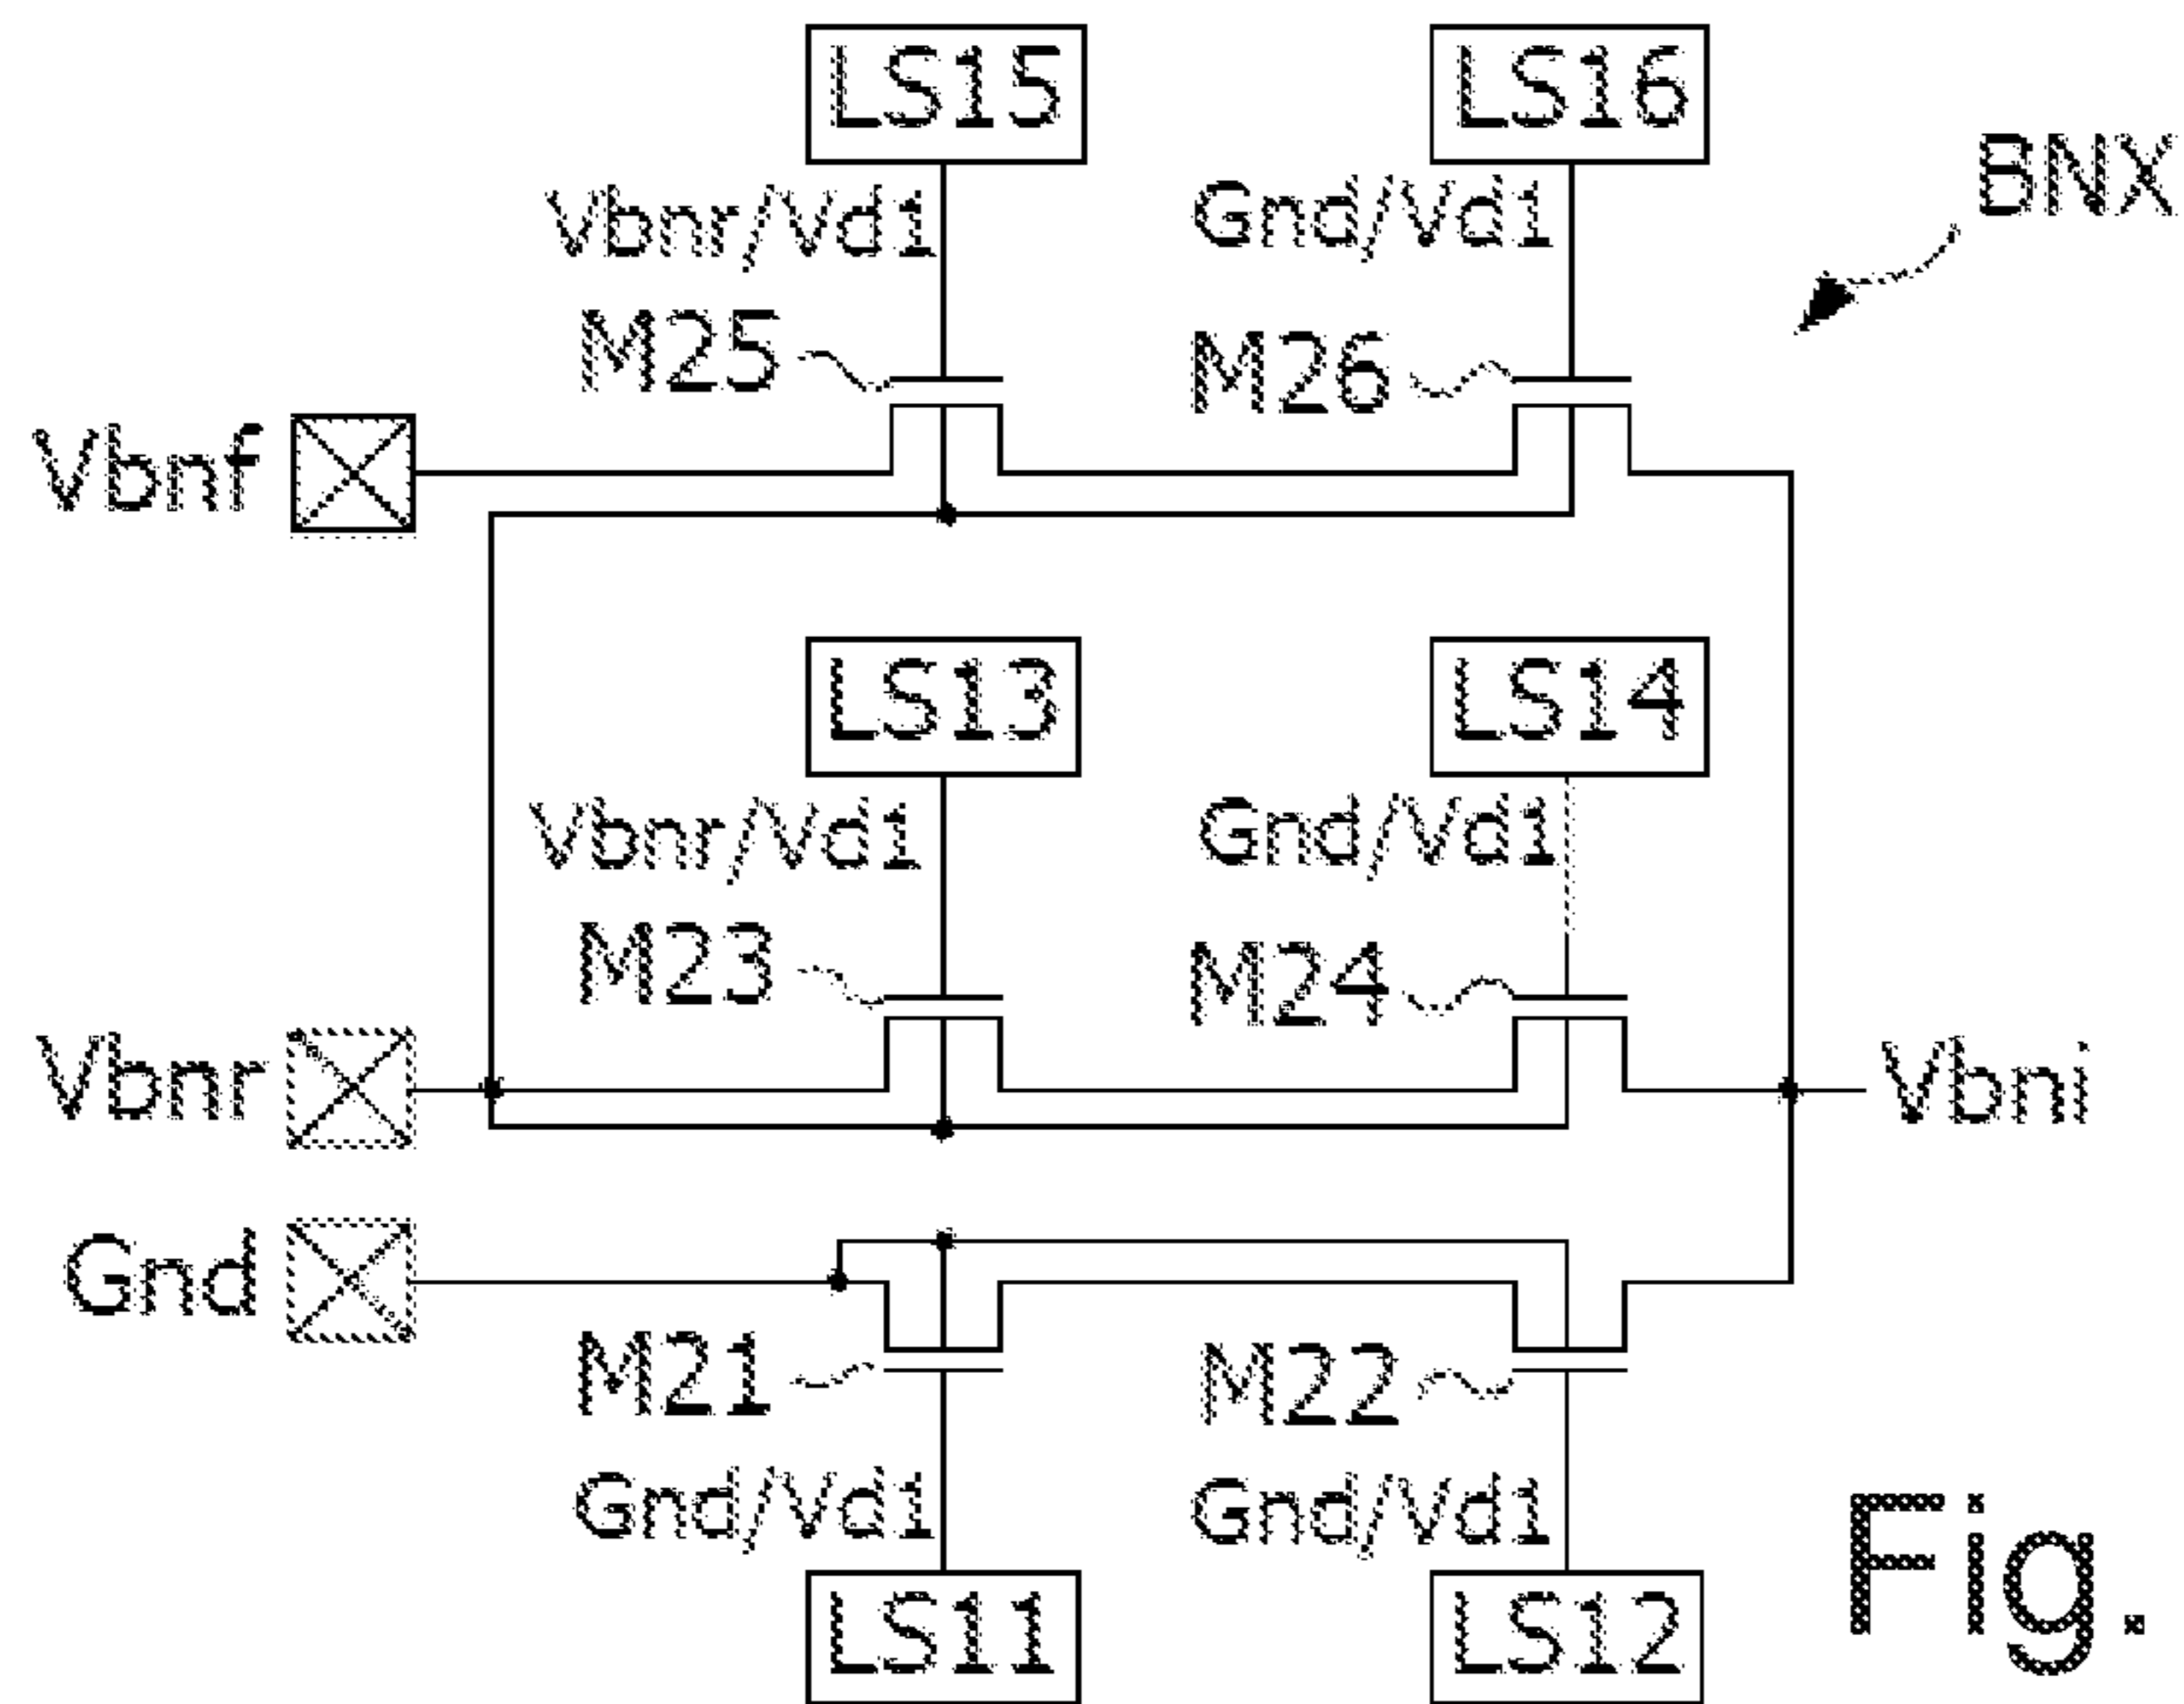 LS15 LS16
BNX
Vbnr/Vd1 Gnd/Vd1
M25 M26
Vbnf
LS13 LS14
Vbnr/Vd1 Gnd/Vd1
M23 M24
Vbnr Vbni
Gnd
M21 M22
Gnd/Vd1 Gnd/Vd1
LS11 LS12
Fig.